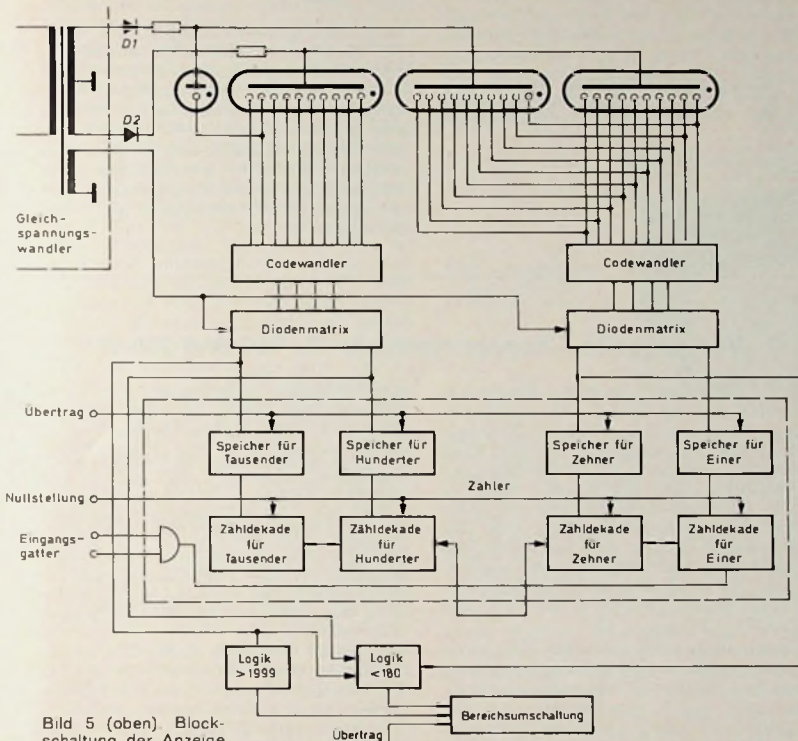 D1
D2
Gleich-
spannungs-
wandler
Codewandler
Codewandler
Diodenmatrix
Diodenmatrix
Übertrag
Speicher für
Tausender
Speicher für
Hunderter
Speicher für
Zehner
Speicher für
Einer
Nullstellung
Zahler
Eingangs-
gatter
Zähldekade
für
Tausender
Zähldekade
für
Hunderter
Zahldekade
für
Zehner
Zähldekade
für
Einer
Logik
>1999
Logik
<180
Bereichsumschaltung
Übertrag
Bild 5 (oben). Block-
schaltung der Anzeige